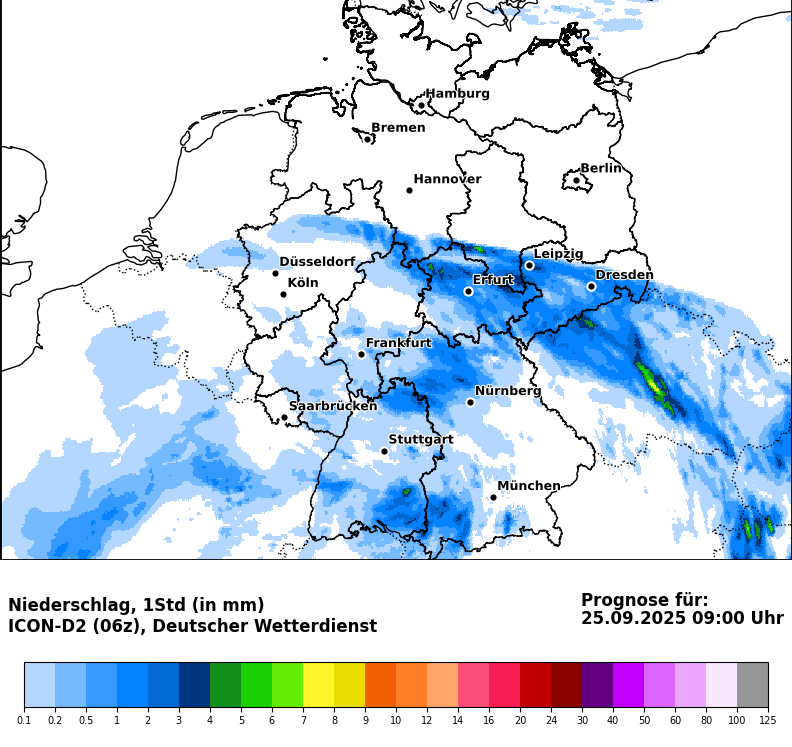 Hamburg
Bremen
Berlin
Hannover
Leipzig
Düsseldorf
Dresden
Köln
Erfurt
Frankfurt
Nürnberg
Saarbrücken
Stuttgart
München
Niederschlag, 1Std (in mm)
ICON-D2 (06z), Deutscher Wetterdienst
Prognose für:
25.09.2025 09:00 Uhr
0.1 0.2 0.5 1 2 3 4 5 6 7 8 9 10 12 14 16 20 24 30 40 50 60 80 100 125